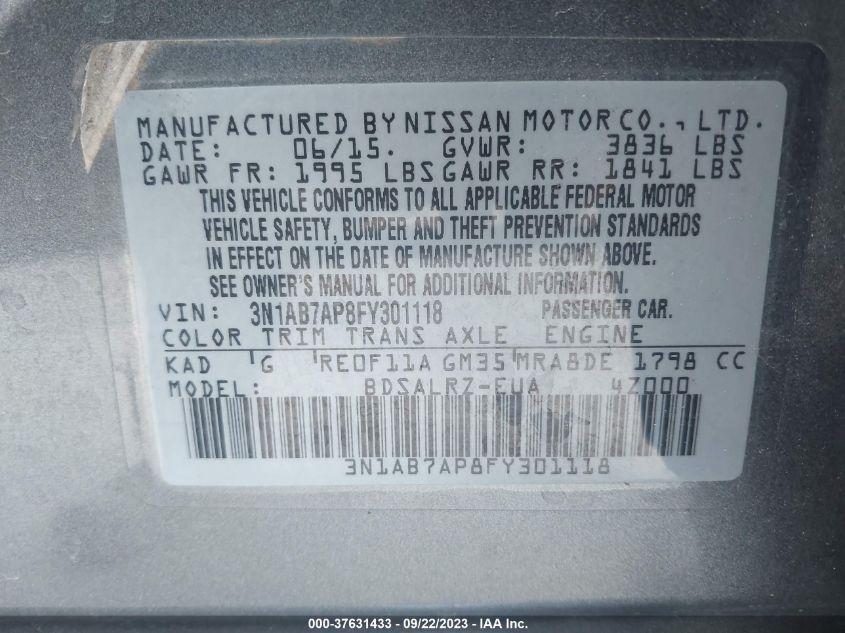 MANUFACTURED BY NISSAN MOTOR CO., LTD.
DATE: 06/15. GVWR: 3836 LBS
GAWR FR: 1995 LBS GAWR RR: 1841 LBS
THIS VEHICLE CONFORMS TO ALL APPLICABLE FEDERAL MOTOR
VEHICLE SAFETY, BUMPER AND THEFT PREVENTION STANDARDS
IN EFFECT ON THE DATE OF MANUFACTURE SHOWN ABOVE.
SEE OWNER'S MANUAL FOR ADDITIONAL INFORMATION.
VIN: 3N1AB7AP8FY301118 PASSENGER CAR.
COLOR TRIM TRANS AXLE ENGINE
KAD G RE0F11A GM35 MRA8DE 1798 CC
MODEL: BDSALRZ-EUA 4Z000
3N1AB7AP8FY301118
000-37631433 - 09/22/2023 - IAA Inc.